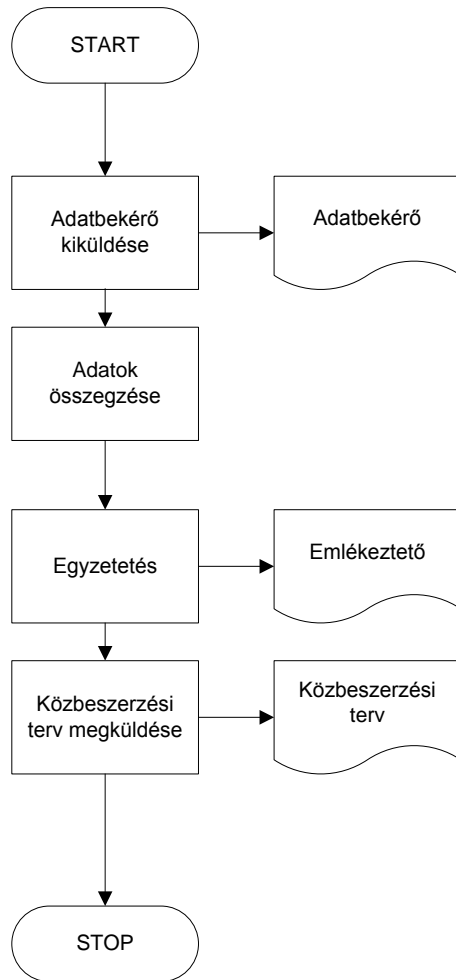 START
Adatbekérő
kiküldése
Adatbekérő
Adatok
összegzése
Egyzetetés
Emlékeztető
Közbeszerzési
terv megküldése
Közbeszerzési
terv
STOP